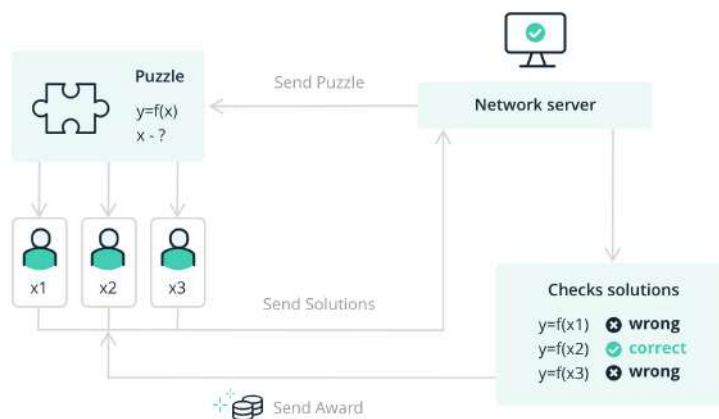 Puzzle
y=f(x)
x - ?
Send Puzzle
Network server
x1
x2
x3
Send Solutions
Checks solutions
y=f(x1) wrong
y=f(x2) correct
y=f(x3) wrong
Send Award